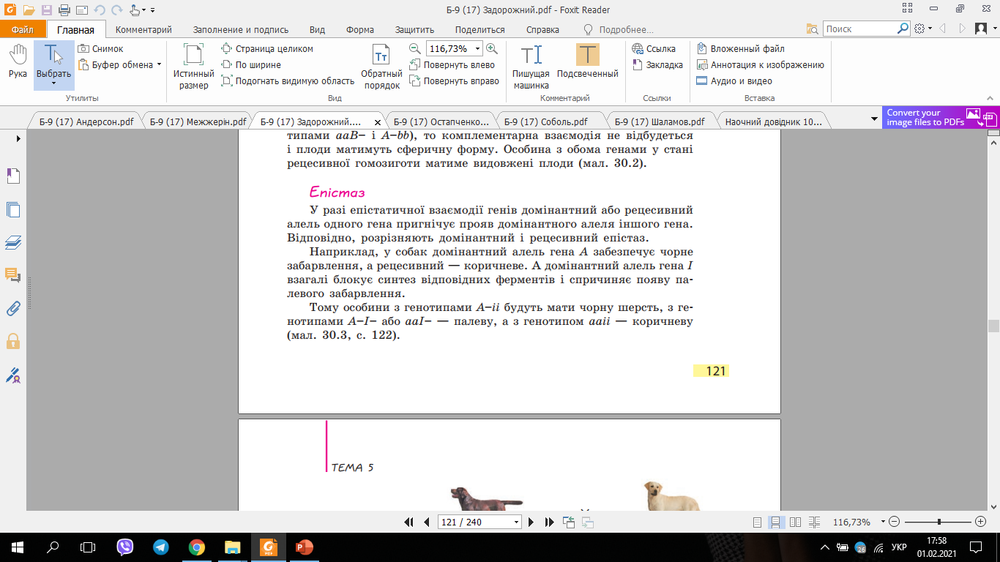 Б-9 (17) Задорожний.pdf - Foxit Reader
Файл Главная Комментарий Заполнение и подпись Вид Форма Защитить Поделиться Справка Подробнее... Поиск
Рука
Выбрать
Снимок
Буфер обмена
Утилиты
Истинный размер
Страница целиком
По ширине
Подогнать видимую область
Обратный порядок
116,73%
Повернуть влево
Повернуть вправо
Вид
Пишущая машинка
Подсвеченный
Комментарий
Ссылка
Закладка
Ссылки
Вложенный файл
Аннотация к изображению
Аудио и видео
Вставка
Б-9 (17) Андерсон.pdf Б-9 (17) Межжерін.pdf Б-9 (17) Задорожний.... Б-9 (17) Остапченко... Б-9 (17) Соболь.pdf Б-9 (17) Шаламов.pdf Наочний довідник 10...
Convert your
image files to PDFs
типами aaB– і A–bb), то комплементарна взаємодія не відбудеться
і плоди матимуть сферичну форму. Особина з обома генами у стані
рецесивної гомозиготи матиме видовжені плоди (мал. 30.2).
Епістаз
У разі епістатичної взаємодії генів домінантний або рецесивний
алель одного гена пригнічує прояв домінантного алеля іншого гена.
Відповідно, розрізняють домінантний і рецесивний епістаз.
Наприклад, у собак домінантний алель гена A забезпечує чорне
забарвлення, а рецесивний — коричневе. А домінантний алель гена I
взагалі блокує синтез відповідних ферментів і спричиняє появу па-
левого забарвлення.
Тому особини з генотипами A–ii будуть мати чорну шерсть, з ге-
нотипами A–I– або aaI– — палеву, а з генотипом aaii — коричневу
(мал. 30.3, с. 122).
121
ТЕМА 5
121 / 240
116,73%
26
УКР
17:58
01.02.2021